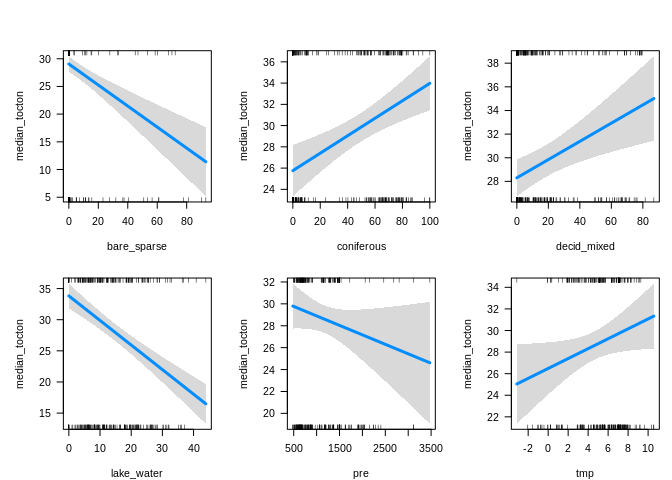 median_tocton
30
25
20
15
10
5
0 20 40 60 80
bare_sparse
median_tocton
36
34
32
30
28
26
24
0 20 40 60 80 100
coniferous
median_tocton
38
36
34
32
30
28
0 20 40 60 80
decid_mixed
median_tocton
35
30
25
20
15
0 10 20 30 40
lake_water
median_tocton
32
30
28
26
24
22
20
500 1500 2500 3500
pre
median_tocton
34
32
30
28
26
24
22
-2 0 2 4 6 8 10
tmp